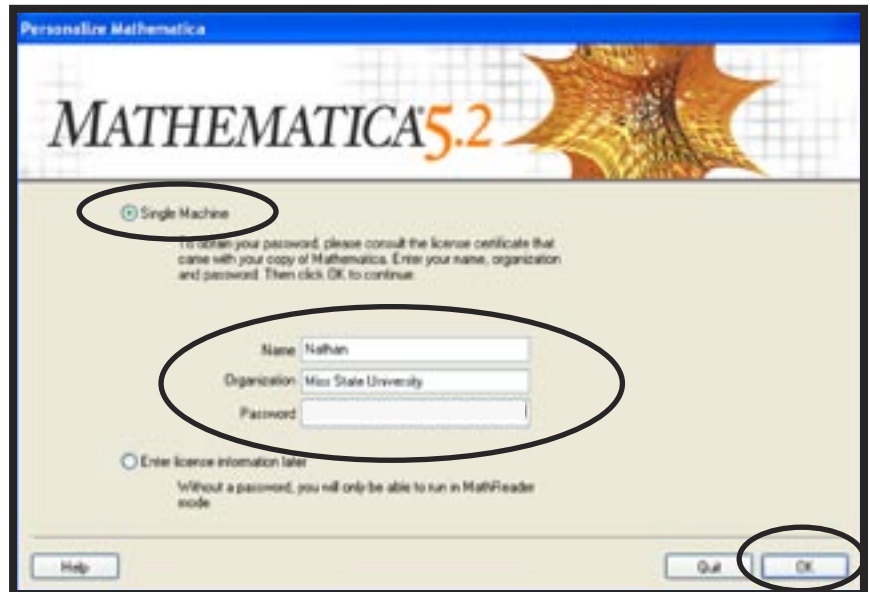 Personalize Mathematica
MATHEMATICA 5.2
Single Machine
To obtain your password, please consult the license certificate that
came with your copy of Mathematica. Enter your name, organization
and password. Then click OK to continue.
Name Nathan
Organization Miss State University
Password
Enter license information later
Without a password, you will only be able to run in MathReader
mode
Help Quit OK